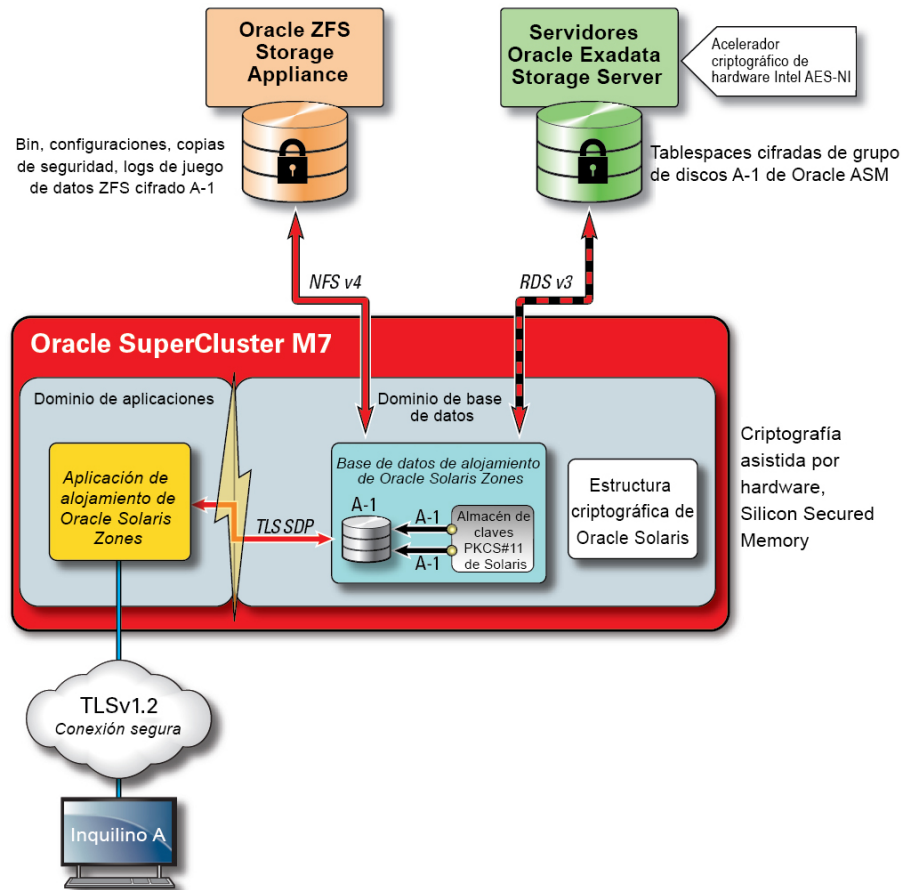 Oracle ZFS
Storage
Appliance
Servidores
Oracle Exadata
Storage Server
Acelerador
criptográfico de
hardware Intel AES-NI
Bin, configuraciones, copias
de seguridad, logs de juego
de datos ZFS cifrado A-1
Tablespaces cifradas de grupo
de discos A-1 de Oracle ASM
NFS v4
RDS v3
Oracle SuperCluster M7
Dominio de aplicaciones
Dominio de base
de datos
Aplicación de
alojamiento de
Oracle Solaris
Zones
TLS SDP
Base de datos de alojamiento
de Oracle Solaris Zones
A-1
A-1
A-1
Almacén de
claves
PKCS#11
de Solaris
Estructura
criptográfica de
Oracle Solaris
Criptografía
asistida por
hardware,
Silicon Secured
Memory
TLSv1.2
Conexión segura
Inquilino A